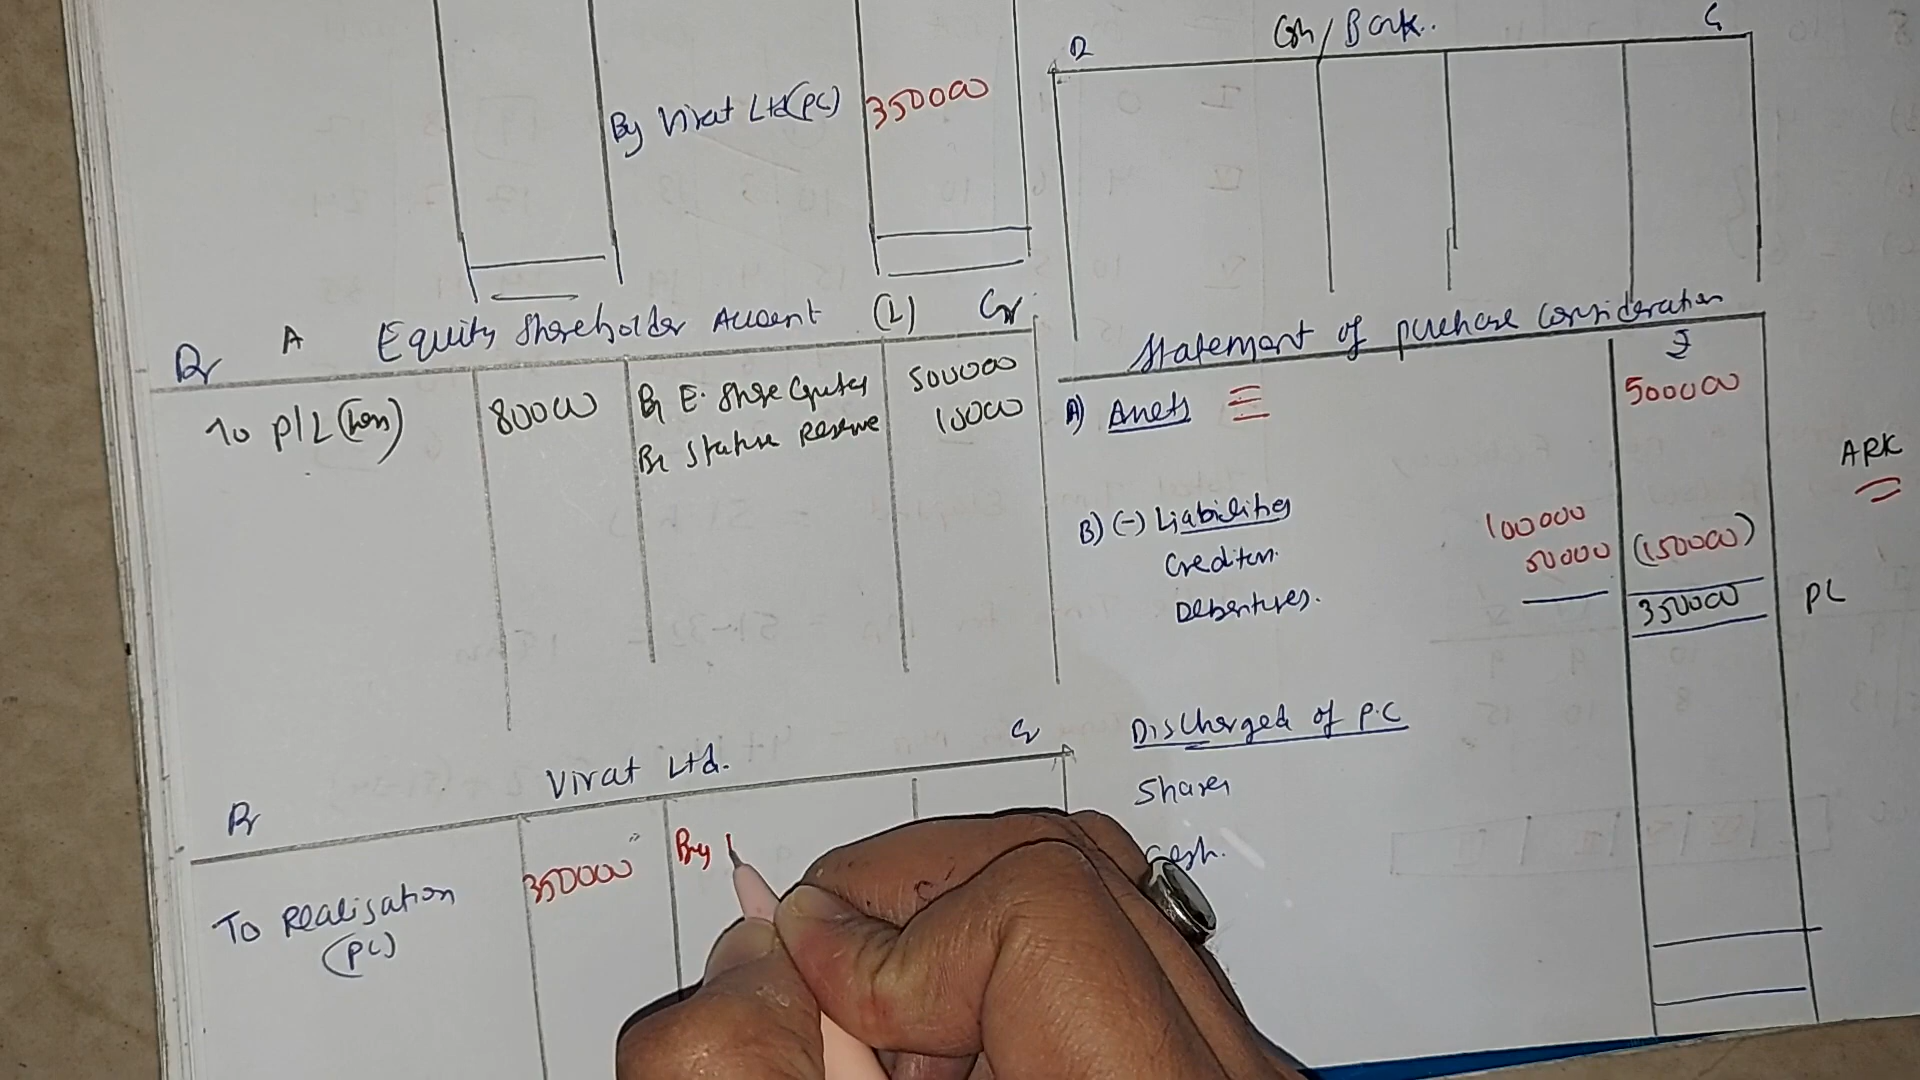 By Virat Ltd(PC) 350000
Dr Cash/Bank.. Cr
Dr A Equity Shareholder Account (L) Cr
To P/L (loss) 80000 By E. Share Capital 500000
By Statue Reserve 10000
Statement of purchase consideration
₹
A) Assets 500000
ARK
B) (-) Liabilities
Creditors 100000
Debentures. 50000 (150000)
350000 PC
Discharged of P.C
Shares
Cash.
Virat Ltd.
Dr Cr
To Realisation 350000 By
(PC)